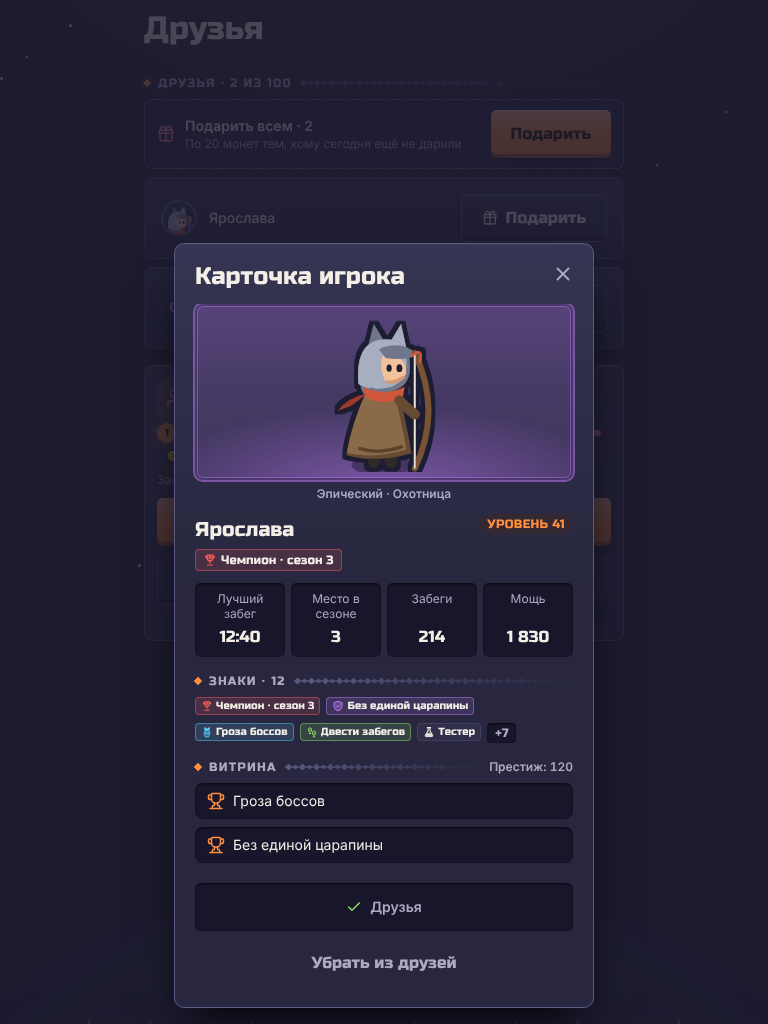 Друзья
ДРУЗЬЯ · 2 ИЗ 100
Подарить всем · 2
По 20 монет тем, кому сегодня ещё не дарили
Подарить
Ярослава
Подарить
Карточка игрока
Эпический · Охотница
Ярослава
УРОВЕНЬ 41
Чемпион · сезон 3
Лучший забег
12:40
Место в сезоне
3
Забеги
214
Мощь
1 830
ЗНАКИ · 12
Чемпион · сезон 3
Без единой царапины
Гроза боссов
Двести забегов
Тестер
+7
ВИТРИНА
Престиж: 120
Гроза боссов
Без единой царапины
Друзья
Убрать из друзей